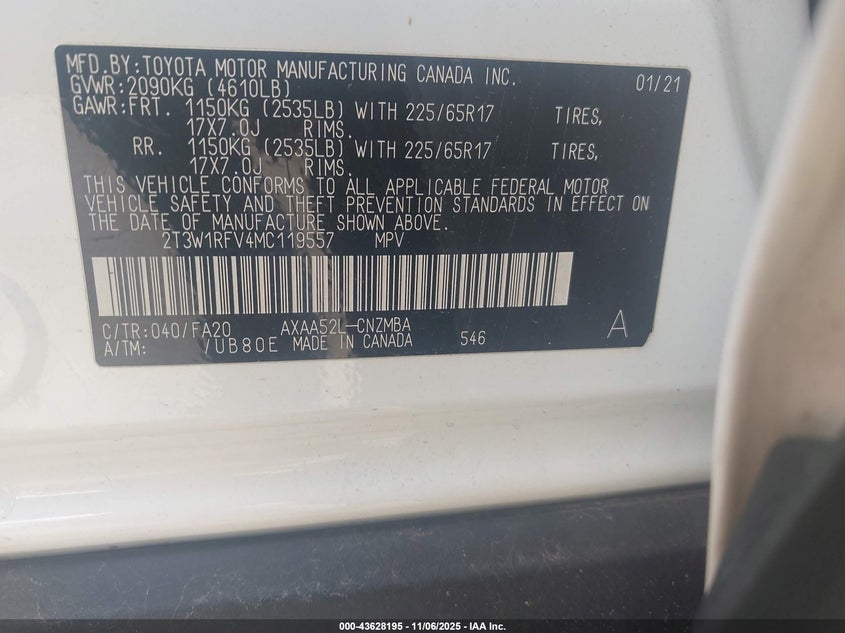 MFD.BY:TOYOTA MOTOR MANUFACTURING CANADA INC. 01/21
GVWR:2090KG (4610LB)
GAWR:FRT. 1150KG (2535LB) WITH 225/65R17 TIRES,
17X7.0J RIMS.
RR. 1150KG (2535LB) WITH 225/65R17 TIRES,
17X7.0J RIMS.
THIS VEHICLE CONFORMS TO ALL APPLICABLE FEDERAL MOTOR
VEHICLE SAFETY AND THEFT PREVENTION STANDARDS IN EFFECT ON
THE DATE OF MANUFACTURE SHOWN ABOVE.
2T3W1RFV4MC119557 MPV
C/TR:040/FA20 AXAA52L-CNZMBA A
A/TM: /UB80E MADE IN CANADA 546
000-43628195 - 11/06/2025 - IAA Inc.